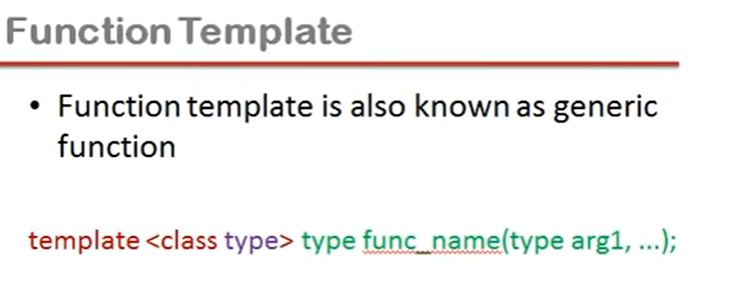 Function Template
• Function template is also known as generic
function
template <class type> type func_name(type arg1, ...);